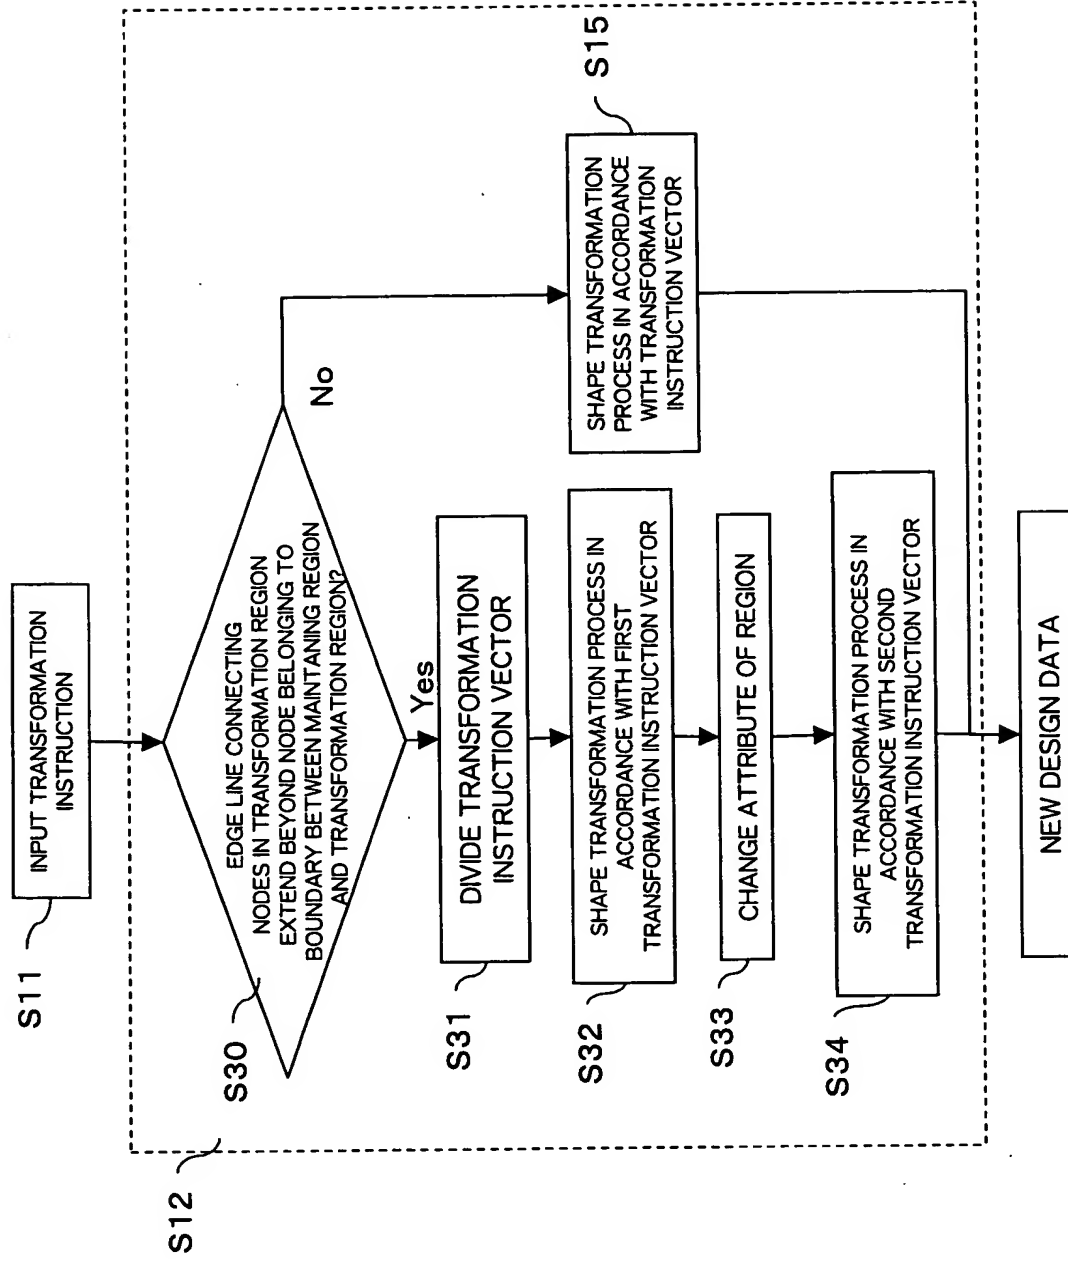 S11
INPUT TRANSFORMATION
INSTRUCTION
S12
S30
EDGE LINE CONNECTING
NODES IN TRANSFORMATION REGION
EXTEND BEYOND NODE BELONGING TO
BOUNDARY BETWEEN MAINTANING REGION
AND TRANSFORMATION REGION?
No
Yes
S31
DIVIDE TRANSFORMATION
INSTRUCTION VECTOR
S15
SHAPE TRANSFORMATION
PROCESS IN ACCORDANCE
WITH TRANSFORMATION
INSTRUCTION VECTOR
S32
SHAPE TRANSFORMATION PROCESS IN
ACCORDANCE WITH FIRST
TRANSFORMATION INSTRUCTION VECTOR
S33
CHANGE ATTRIBUTE OF REGION
S34
SHAPE TRANSFORMATION PROCESS IN
ACCORDANCE WITH SECOND
TRANSFORMATION INSTRUCTION VECTOR
NEW DESIGN DATA